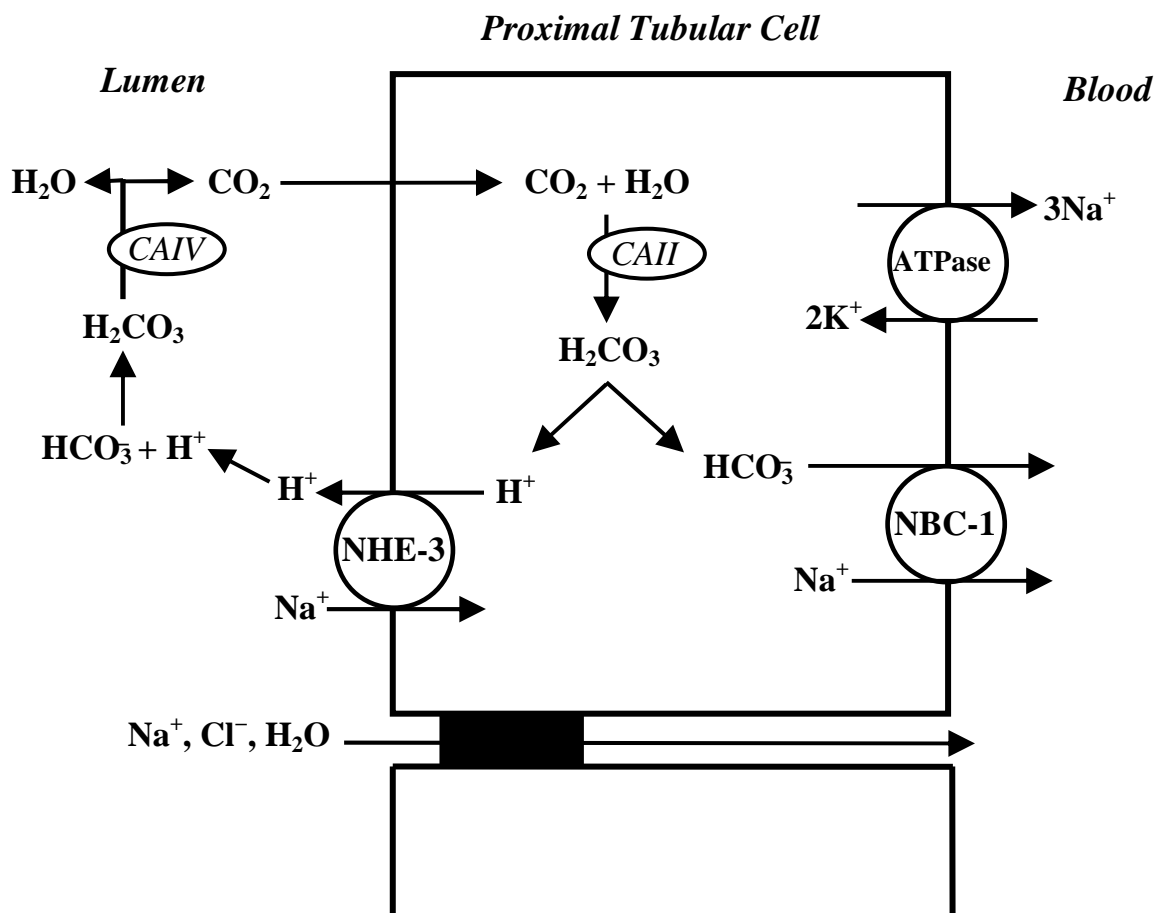 Proximal Tubular Cell
Lumen
Blood
H₂O
CO₂
CO₂ + H₂O
3Na⁺
CAIV
CAII
ATPase
2K⁺
H₂CO₃
H₂CO₃
HCO₃⁻ + H⁺
HCO₃⁻
H⁺
H⁺
NHE-3
NBC-1
Na⁺
Na⁺
Na⁺, Cl⁻, H₂O